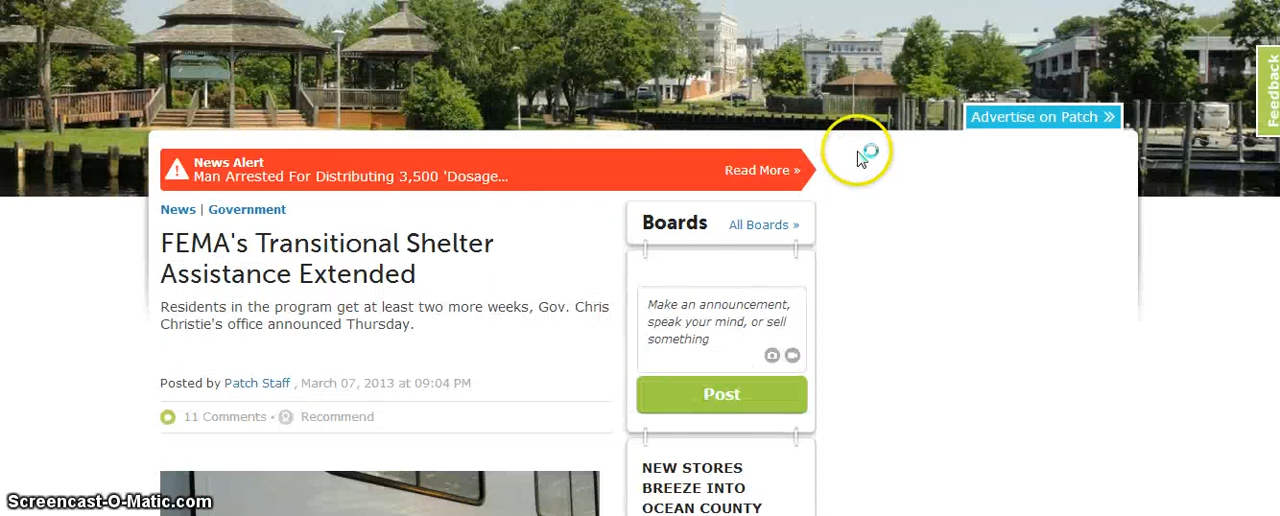 Feedback
Advertise on Patch »
News Alert
Man Arrested For Distributing 3,500 'Dosage...
Read More »
News | Government
FEMA's Transitional Shelter
Assistance Extended
Residents in the program get at least two more weeks, Gov. Chris
Christie's office announced Thursday.
Posted by Patch Staff , March 07, 2013 at 09:04 PM
11 Comments • Recommend
Boards
All Boards »
Make an announcement,
speak your mind, or sell
something
Post
NEW STORES
BREEZE INTO
OCEAN COUNTY
Screencast-O-Matic.com